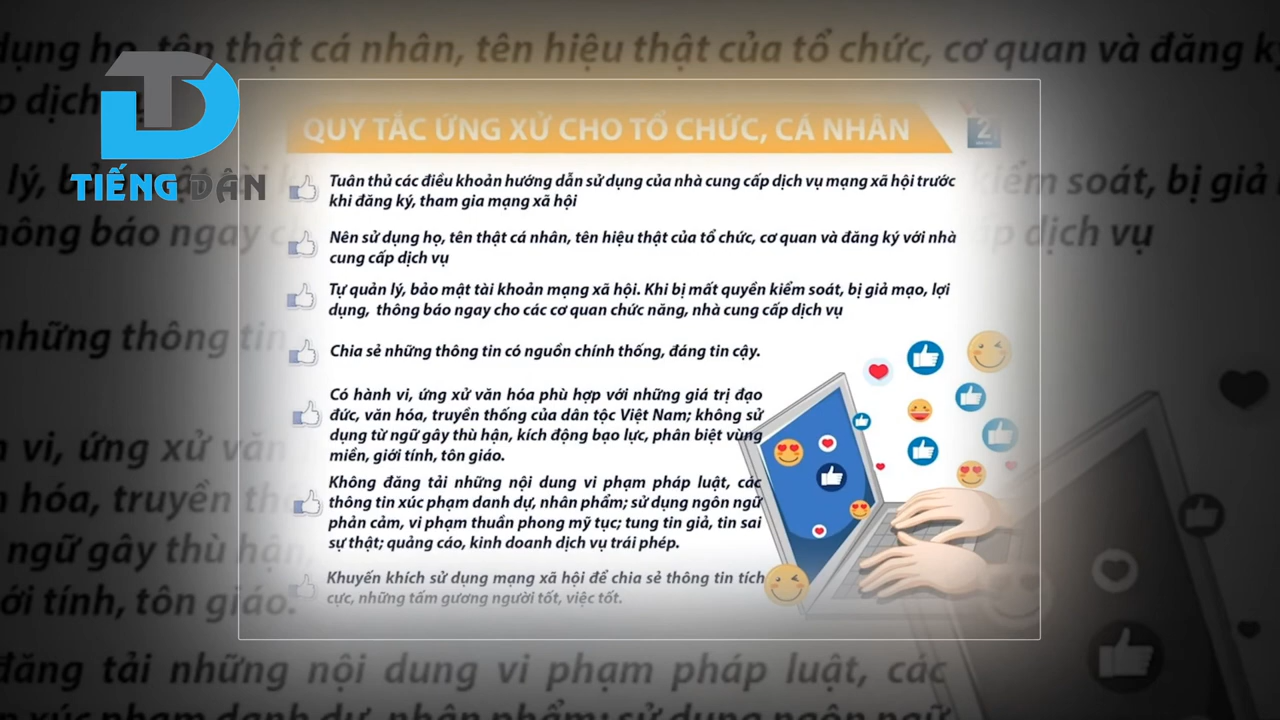 TIẾNG DÂN
QUY TẮC ỨNG XỬ CHO TỔ CHỨC, CÁ NHÂN
2
Tuân thủ các điều khoản hướng dẫn sử dụng của nhà cung cấp dịch vụ mạng xã hội trước
khi đăng ký, tham gia mạng xã hội
Nên sử dụng họ, tên thật cá nhân, tên hiệu thật của tổ chức, cơ quan và đăng ký với nhà
cung cấp dịch vụ
Tự quản lý, bảo mật tài khoản mạng xã hội. Khi bị mất quyền kiểm soát, bị giả mạo, lợi
dụng, thông báo ngay cho các cơ quan chức năng, nhà cung cấp dịch vụ
Chia sẻ những thông tin có nguồn chính thống, đáng tin cậy.
Có hành vi, ứng xử văn hóa phù hợp với những giá trị đạo
đức, văn hóa, truyền thống của dân tộc Việt Nam; không sử
dụng từ ngữ gây thù hận, kích động bạo lực, phân biệt vùng
miền, giới tính, tôn giáo.
Không đăng tải những nội dung vi phạm pháp luật, các
thông tin xúc phạm danh dự, nhân phẩm; sử dụng ngôn ngữ
phản cảm, vi phạm thuần phong mỹ tục; tung tin giả, tin sai
sự thật; quảng cáo, kinh doanh dịch vụ trái phép.
Khuyến khích sử dụng mạng xã hội để chia sẻ thông tin tích
cực, những tấm gương người tốt, việc tốt.